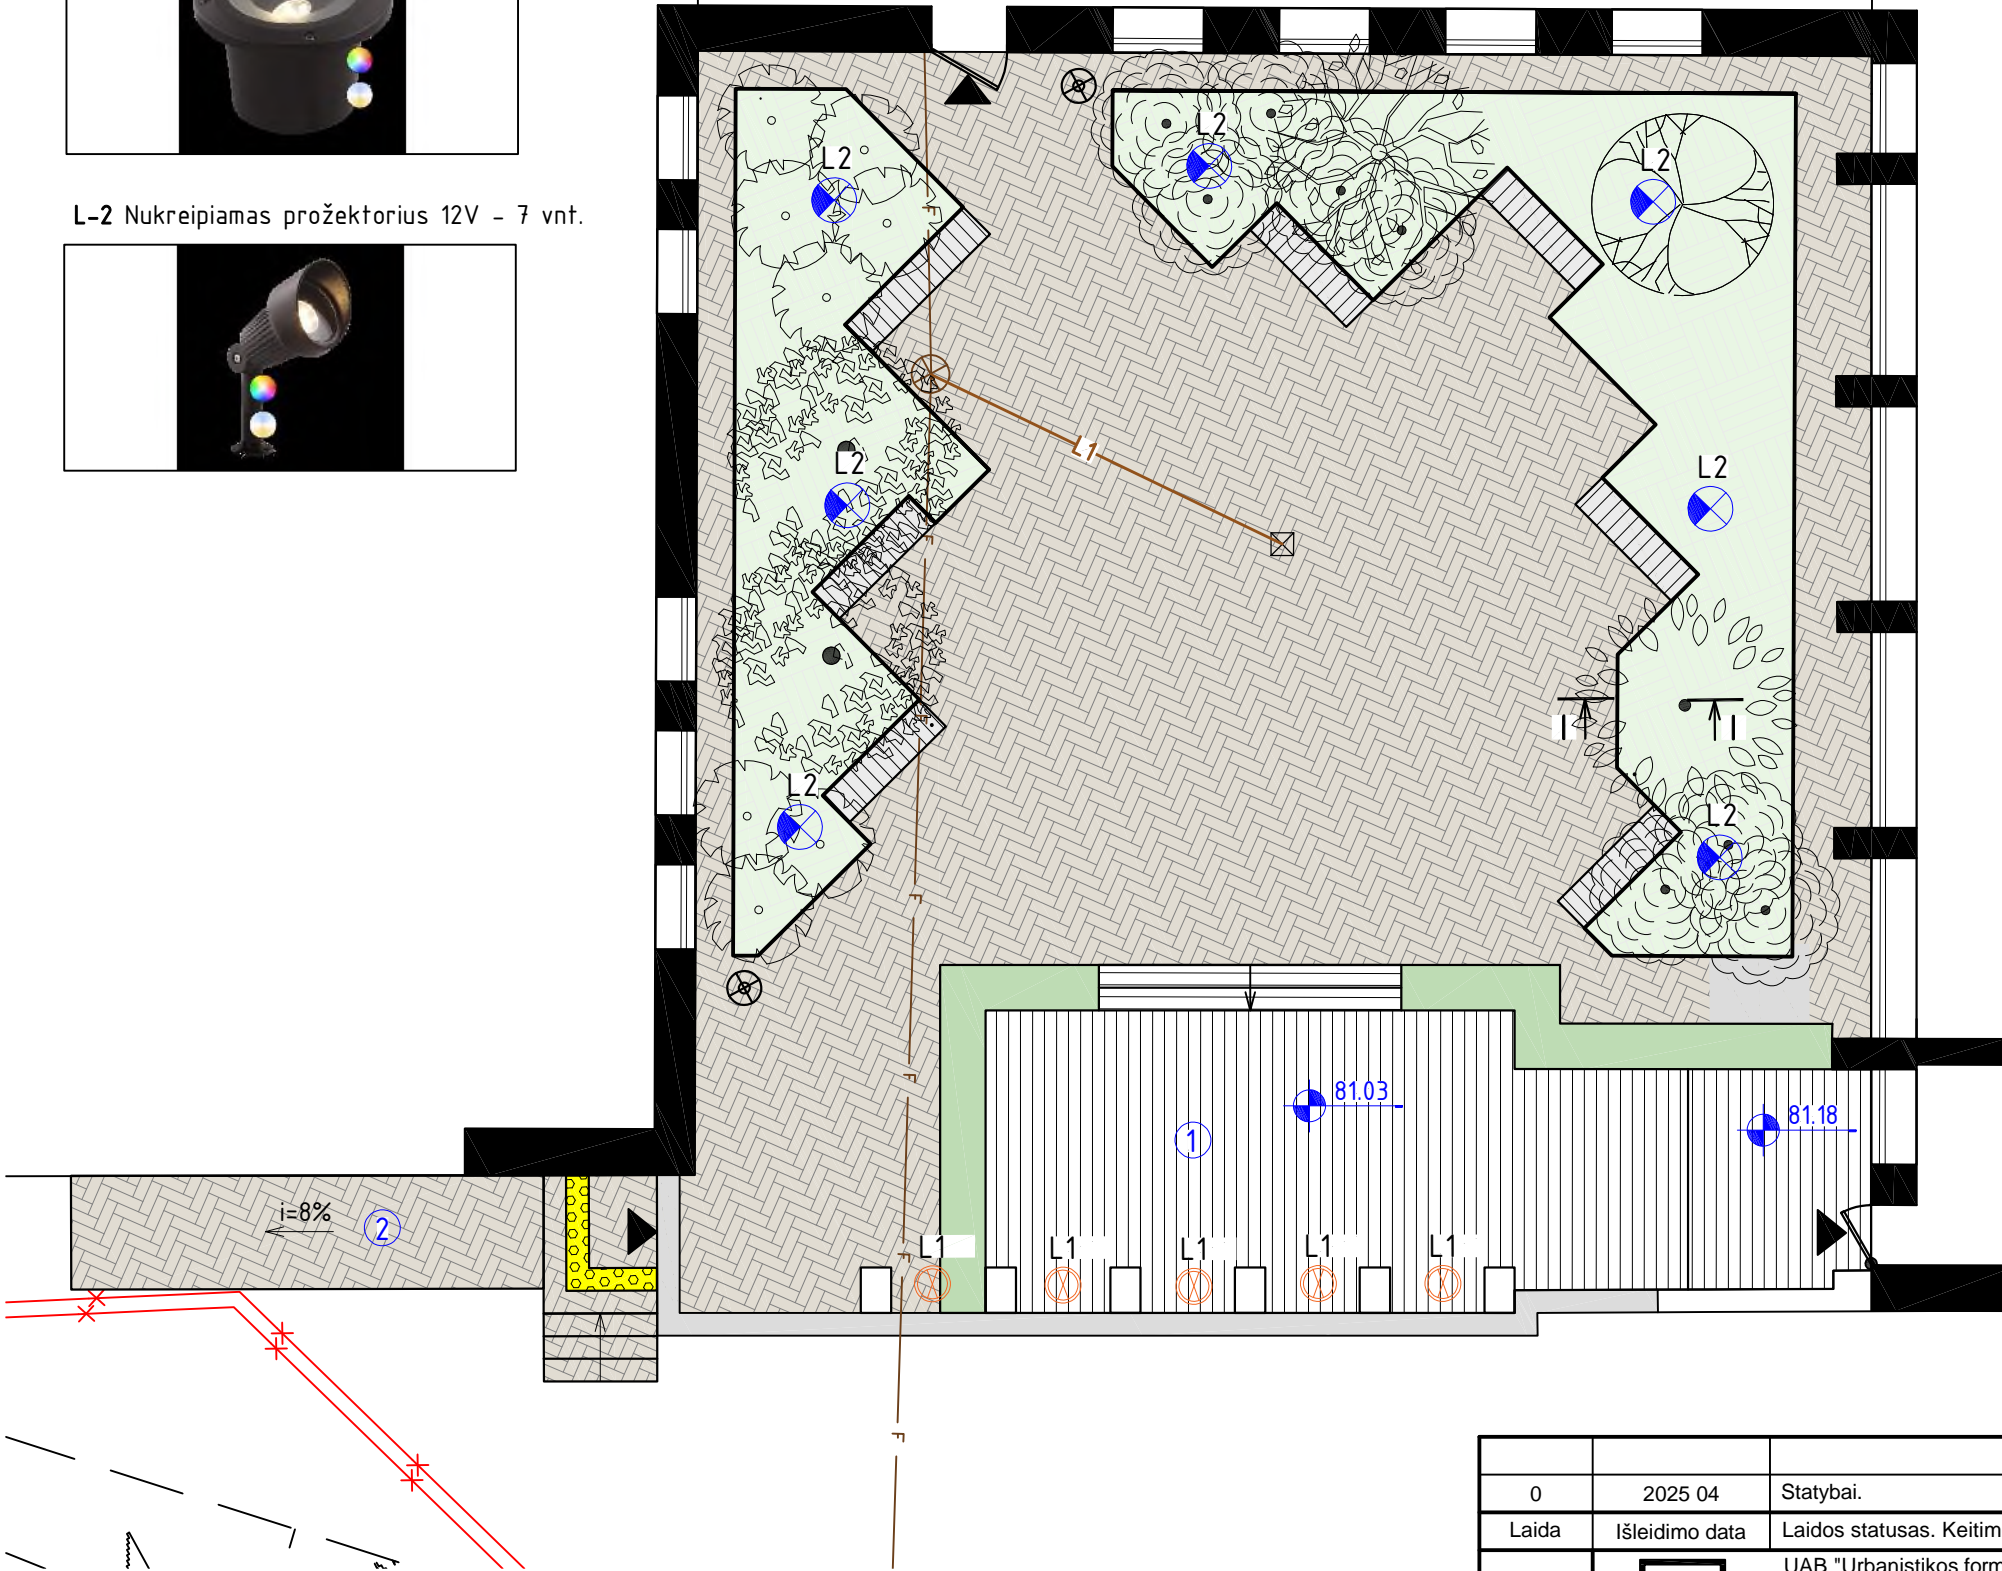 L-2 Nukreipiamas prožektorius 12V - 7 vnt.
L2
L2
L2
L1
L2
L2
L2
L2
I
I
F
F
F
F
F
F
F
81.03
81.18
1
i=8%
2
L1
L1
L1
L1
L1
0
2025 04
Statybai.
Laida
Išleidimo data
Laidos statusas. Keitim
UAB "Urbanistikos form